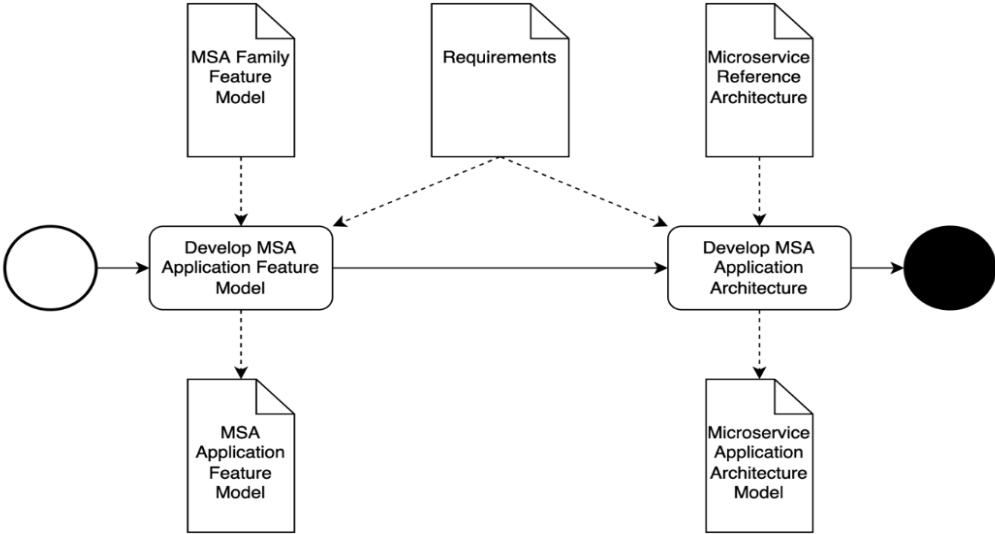 MSA Family
Feature
Model
Requirements
Microservice
Reference
Architecture
Develop MSA
Application Feature
Model
Develop MSA
Application
Architecture
MSA
Application
Feature
Model
Microservice
Application
Architecture
Model